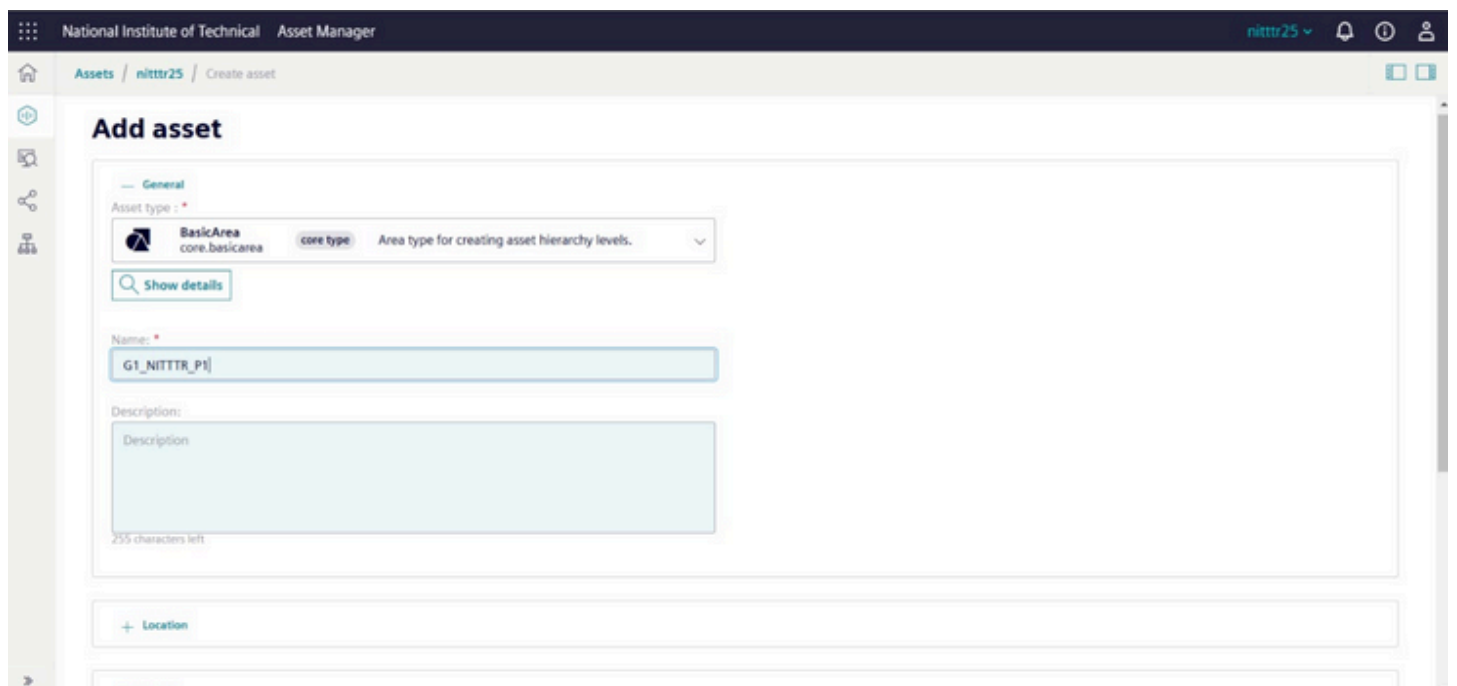 National Institute of Technical Asset Manager nitttr25
Assets / nitttr25 / Create asset
Add asset
— General
Asset type : *
BasicArea
core.basicarea
core type
Area type for creating asset hierarchy levels.
Show details
Name: *
G1_NITTTR_P1
Description:
Description
255 characters left
+ Location